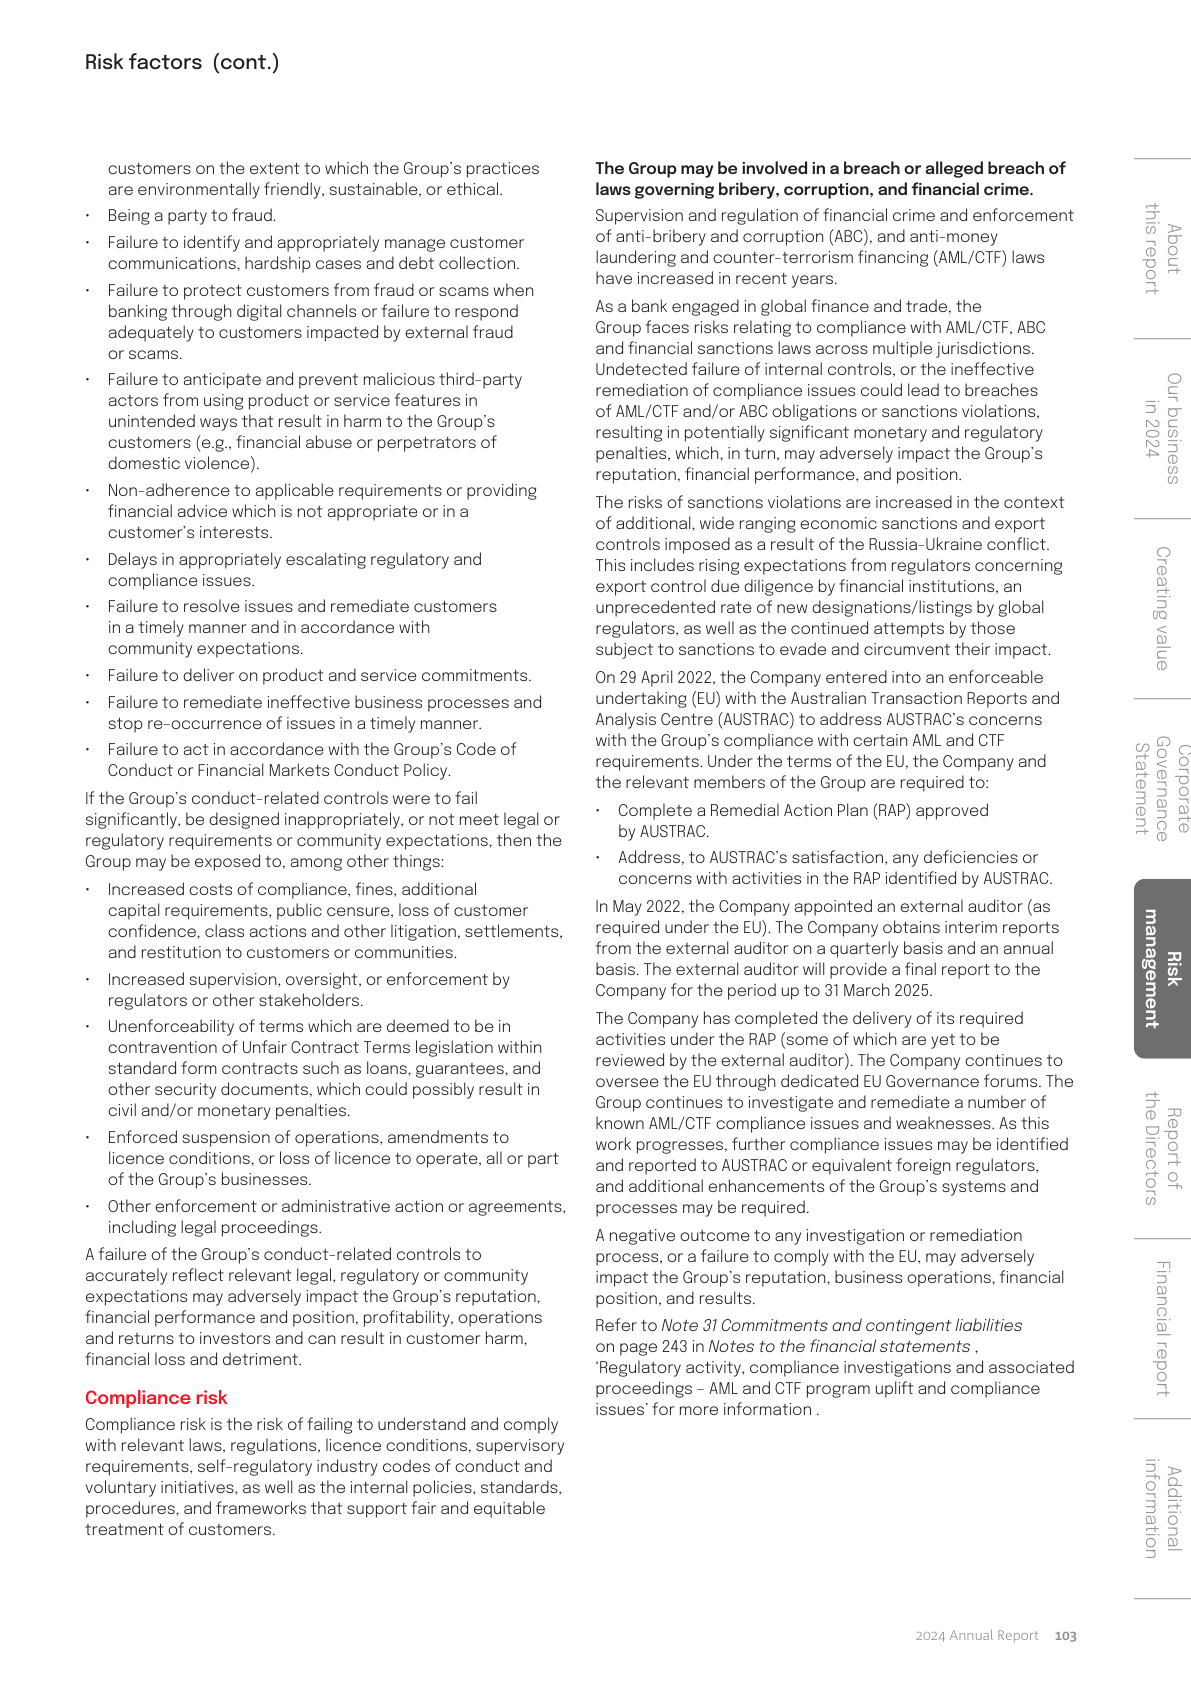 Risk factors (cont.)
customers on the extent to which the Group’s practices
are environmentally friendly, sustainable, or ethical.
• Being a party to fraud.
• Failure to identify and appropriately manage customer
communications, hardship cases and debt collection.
• Failure to protect customers from fraud or scams when
banking through digital channels or failure to respond
adequately to customers impacted by external fraud
or scams.
• Failure to anticipate and prevent malicious third-party
actors from using product or service features in
unintended ways that result in harm to the Group’s
customers (e.g., financial abuse or perpetrators of
domestic violence).
• Non-adherence to applicable requirements or providing
financial advice which is not appropriate or in a
customer’s interests.
• Delays in appropriately escalating regulatory and
compliance issues.
• Failure to resolve issues and remediate customers
in a timely manner and in accordance with
community expectations.
• Failure to deliver on product and service commitments.
• Failure to remediate ineffective business processes and
stop re-occurrence of issues in a timely manner.
• Failure to act in accordance with the Group’s Code of
Conduct or Financial Markets Conduct Policy.
If the Group’s conduct-related controls were to fail
significantly, be designed inappropriately, or not meet legal or
regulatory requirements or community expectations, then the
Group may be exposed to, among other things:
• Increased costs of compliance, fines, additional
capital requirements, public censure, loss of customer
confidence, class actions and other litigation, settlements,
and restitution to customers or communities.
• Increased supervision, oversight, or enforcement by
regulators or other stakeholders.
• Unenforceability of terms which are deemed to be in
contravention of Unfair Contract Terms legislation within
standard form contracts such as loans, guarantees, and
other security documents, which could possibly result in
civil and/or monetary penalties.
• Enforced suspension of operations, amendments to
licence conditions, or loss of licence to operate, all or part
of the Group’s businesses.
• Other enforcement or administrative action or agreements,
including legal proceedings.
A failure of the Group’s conduct-related controls to
accurately reflect relevant legal, regulatory or community
expectations may adversely impact the Group’s reputation,
financial performance and position, profitability, operations
and returns to investors and can result in customer harm,
financial loss and detriment.
Compliance risk
Compliance risk is the risk of failing to understand and comply
with relevant laws, regulations, licence conditions, supervisory
requirements, self-regulatory industry codes of conduct and
voluntary initiatives, as well as the internal policies, standards,
procedures, and frameworks that support fair and equitable
treatment of customers.
The Group may be involved in a breach or alleged breach of
laws governing bribery, corruption, and financial crime.
Supervision and regulation of financial crime and enforcement
of anti-bribery and corruption (ABC), and anti-money
laundering and counter-terrorism financing (AML/CTF) laws
have increased in recent years.
As a bank engaged in global finance and trade, the
Group faces risks relating to compliance with AML/CTF, ABC
and financial sanctions laws across multiple jurisdictions.
Undetected failure of internal controls, or the ineffective
remediation of compliance issues could lead to breaches
of AML/CTF and/or ABC obligations or sanctions violations,
resulting in potentially significant monetary and regulatory
penalties, which, in turn, may adversely impact the Group’s
reputation, financial performance, and position.
The risks of sanctions violations are increased in the context
of additional, wide ranging economic sanctions and export
controls imposed as a result of the Russia-Ukraine conflict.
This includes rising expectations from regulators concerning
export control due diligence by financial institutions, an
unprecedented rate of new designations/listings by global
regulators, as well as the continued attempts by those
subject to sanctions to evade and circumvent their impact.
On 29 April 2022, the Company entered into an enforceable
undertaking (EU) with the Australian Transaction Reports and
Analysis Centre (AUSTRAC) to address AUSTRAC’s concerns
with the Group’s compliance with certain AML and CTF
requirements. Under the terms of the EU, the Company and
the relevant members of the Group are required to:
• Complete a Remedial Action Plan (RAP) approved
by AUSTRAC.
• Address, to AUSTRAC’s satisfaction, any deficiencies or
concerns with activities in the RAP identified by AUSTRAC.
In May 2022, the Company appointed an external auditor (as
required under the EU). The Company obtains interim reports
from the external auditor on a quarterly basis and an annual
basis. The external auditor will provide a final report to the
Company for the period up to 31 March 2025.
The Company has completed the delivery of its required
activities under the RAP (some of which are yet to be
reviewed by the external auditor). The Company continues to
oversee the EU through dedicated EU Governance forums. The
Group continues to investigate and remediate a number of
known AML/CTF compliance issues and weaknesses. As this
work progresses, further compliance issues may be identified
and reported to AUSTRAC or equivalent foreign regulators,
and additional enhancements of the Group’s systems and
processes may be required.
A negative outcome to any investigation or remediation
process, or a failure to comply with the EU, may adversely
impact the Group’s reputation, business operations, financial
position, and results.
Refer to Note 31 Commitments and contingent liabilities
on page 243 in Notes to the financial statements ,
‘Regulatory activity, compliance investigations and associated
proceedings – AML and CTF program uplift and compliance
issues’ for more information .
About
this report
Our business
in 2024
Creating value
Corporate
Governance
Statement
Risk
management
Report of
the Directors
Financial report
Additional
information
2024 Annual Report 103